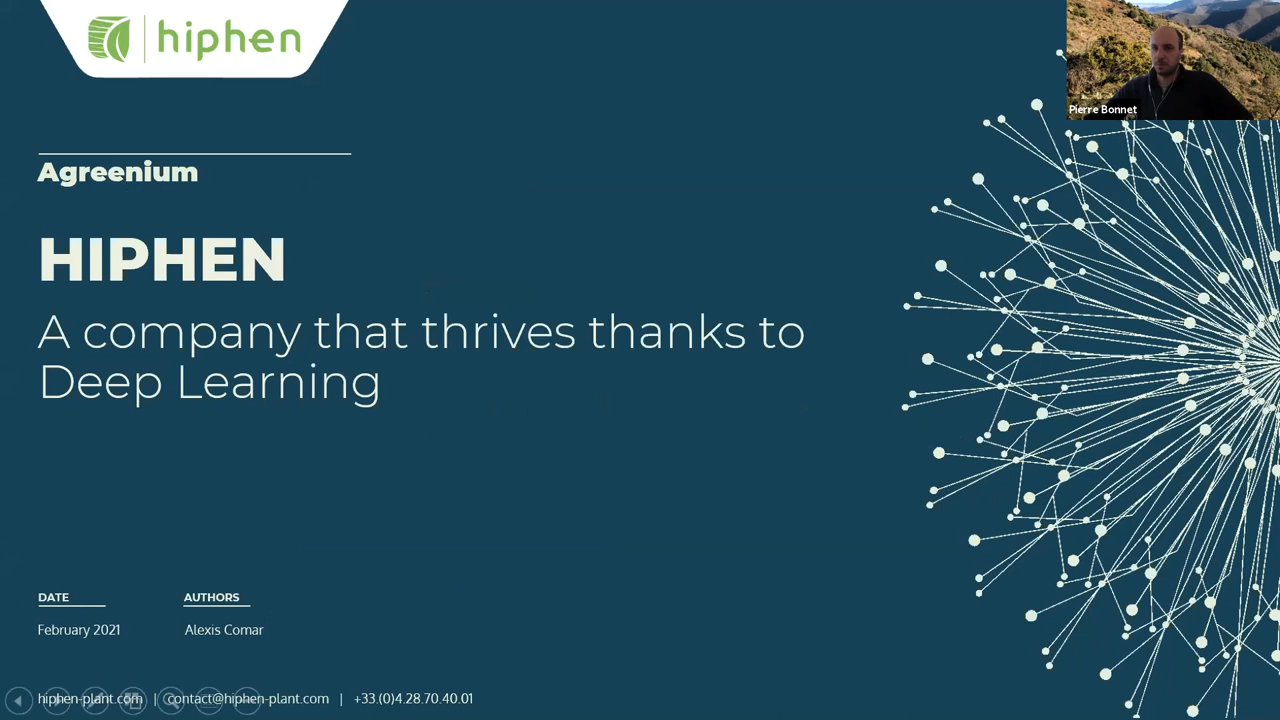 hiphen
Pierre Bonnet
Agreenium
HIPHEN
A company that thrives thanks to
Deep Learning
DATE
AUTHORS
February 2021
Alexis Comar
hiphen-plant.com | contact@hiphen-plant.com | +33.(0)4.28.70.40.01